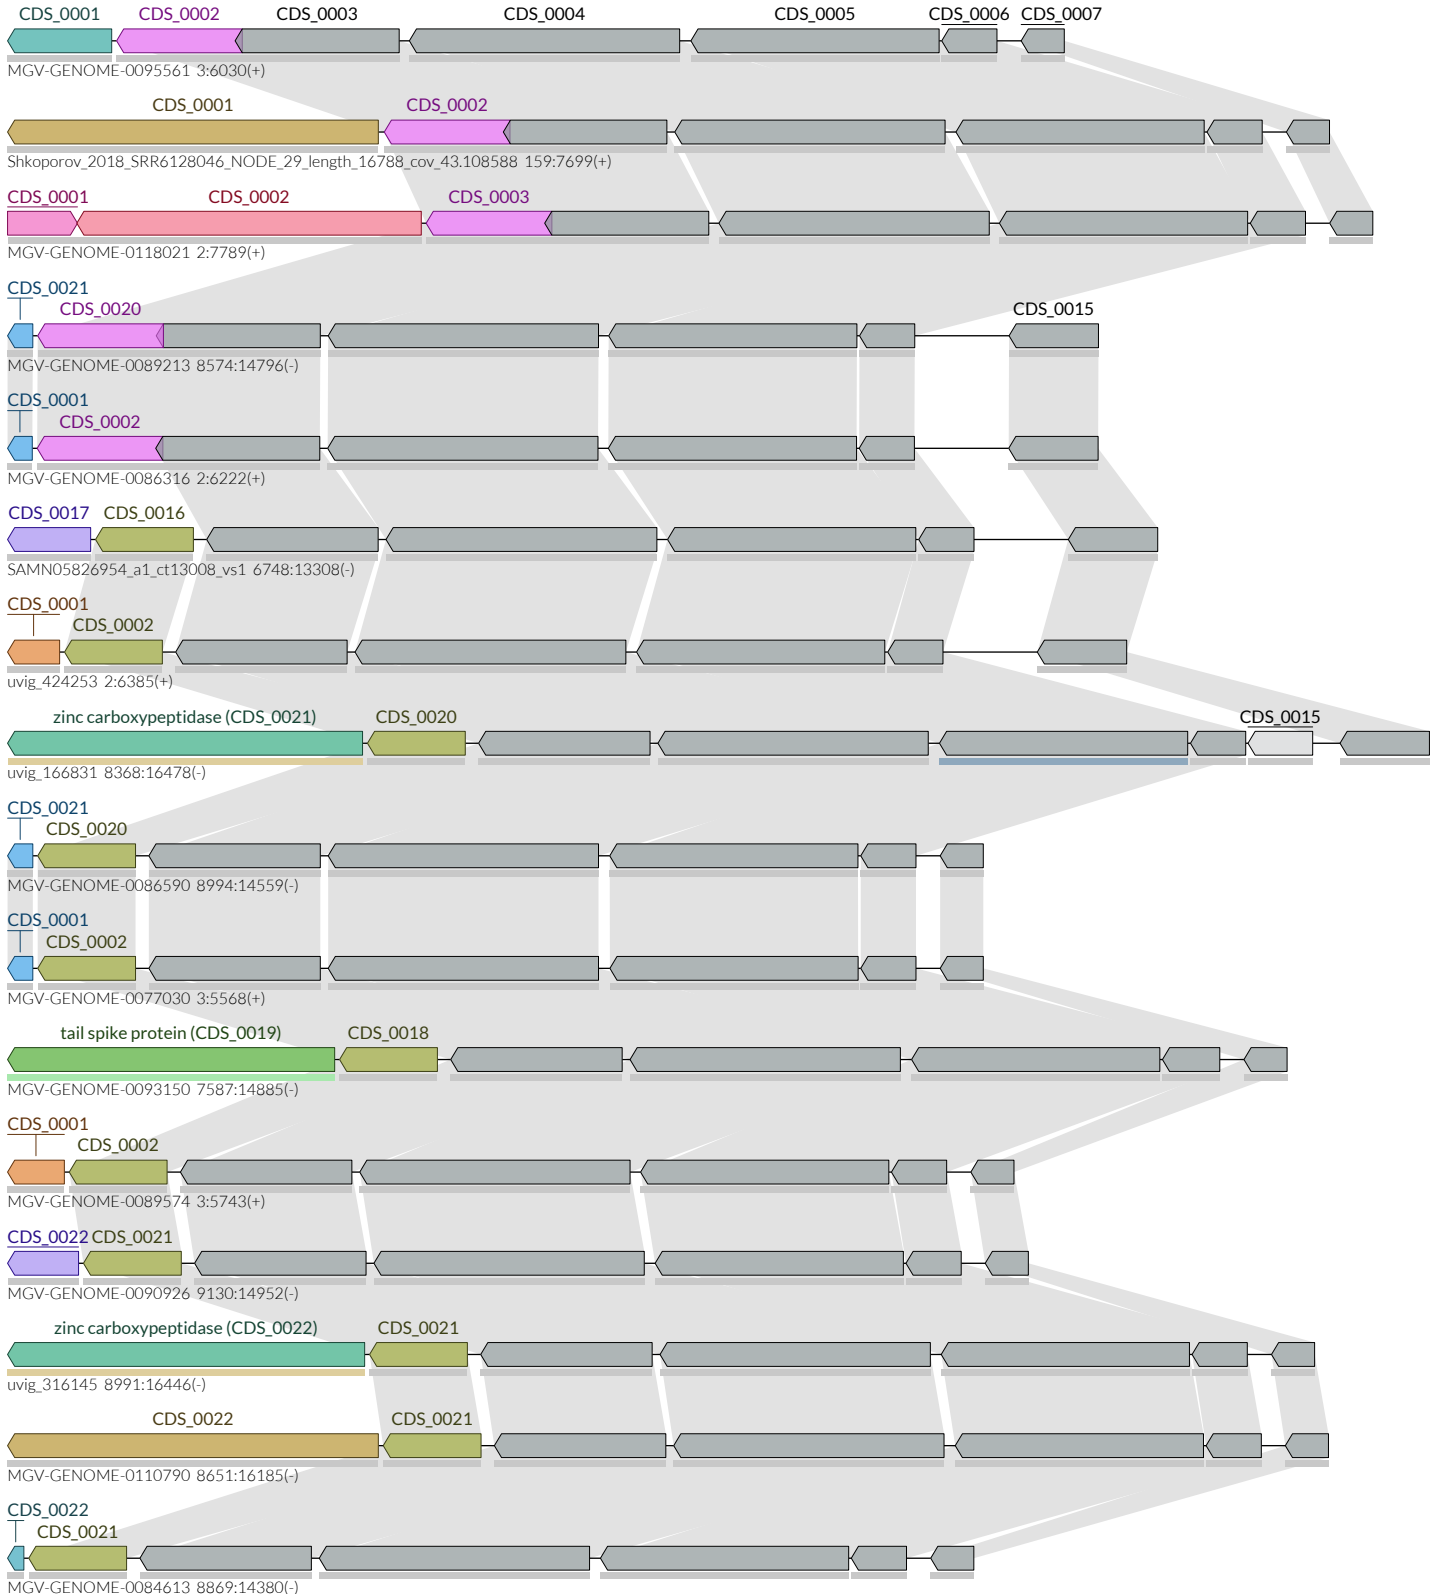 CDS_0001 CDS_0002 CDS_0003 CDS_0004 CDS_0005 CDS_0006 CDS_0007
MGV-GENOME-0095561 3:6030(+)
CDS_0001 CDS_0002
Shkoporov_2018_SRR6128046_NODE_29_length_16788_cov_43.108588 159:7699(+)
CDS_0001 CDS_0002 CDS_0003
MGV-GENOME-0118021 2:7789(+)
CDS_0021
CDS_0020 CDS_0015
MGV-GENOME-0089213 8574:14796(-)
CDS_0001
CDS_0002
MGV-GENOME-0086316 2:6222(+)
CDS_0017 CDS_0016
SAMN05826954_a1_ct13008_vs1 6748:13308(-)
CDS_0001
CDS_0002
uvig_424253 2:6385(+)
zinc carboxypeptidase (CDS_0021) CDS_0020 CDS_0015
uvig_166831 8368:16478(-)
CDS_0021
CDS_0020
MGV-GENOME-0086590 8994:14559(-)
CDS_0001
CDS_0002
MGV-GENOME-0077030 3:5568(+)
tail spike protein (CDS_0019) CDS_0018
MGV-GENOME-0093150 7587:14885(-)
CDS_0001
CDS_0002
MGV-GENOME-0089574 3:5743(+)
CDS_0022 CDS_0021
MGV-GENOME-0090926 9130:14952(-)
zinc carboxypeptidase (CDS_0022) CDS_0021
uvig_316145 8991:16446(-)
CDS_0022 CDS_0021
MGV-GENOME-0110790 8651:16185(-)
CDS_0022
CDS_0021
MGV-GENOME-0084613 8869:14380(-)